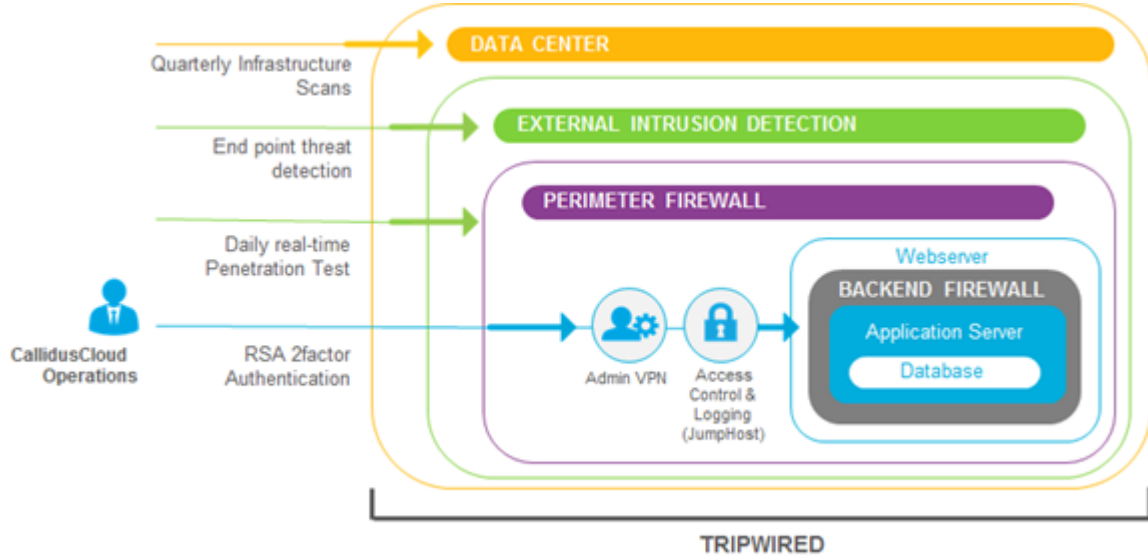 DATA CENTER
Quarterly Infrastructure
Scans
EXTERNAL INTRUSION DETECTION
End point threat
detection
PERIMETER FIREWALL
Daily real-time
Penetration Test
Webserver
BACKEND FIREWALL
Application Server
Database
CallidusCloud
Operations
RSA 2factor
Authentication
Admin VPN
Access
Control &
Logging
(JumpHost)
TRIPWIRED